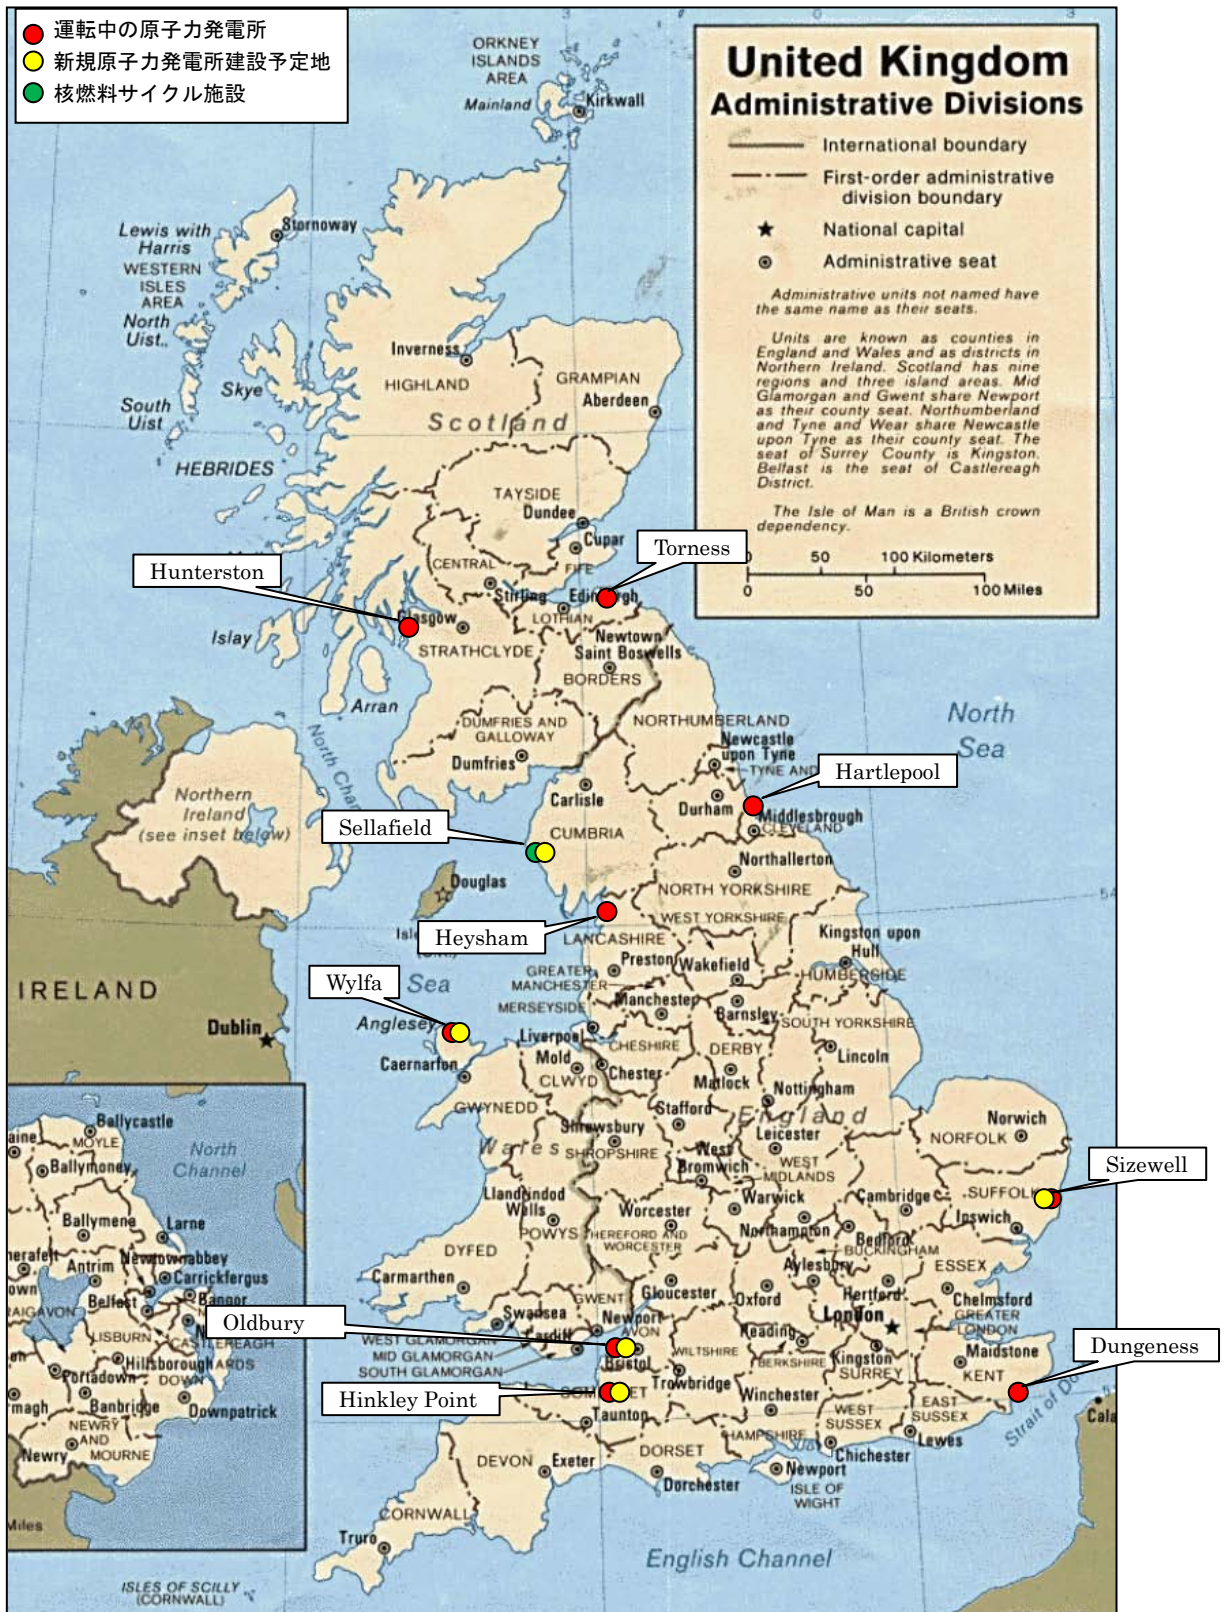 運転中の原子力発電所
新規原子力発電所建設予定地
核燃料サイクル施設
United Kingdom
Administrative Divisions
International boundary
First-order administrative
division boundary
National capital
Administrative seat
Administrative units not named have
the same name as their seats.
Units are known as counties in
England and Wales and as districts in
Northern Ireland. Scotland has nine
regions and three island areas. Mid
Glamorgan and Gwent share Newport
as their county seat. Northumberland
and Tyne and Wear share Newcastle
upon Tyne as their county seat. The
seat of Surrey County is Kingston.
Belfast is the seat of Castlereagh
District.
The Isle of Man is a British crown
dependency.
50 100 Kilometers
0 50 100 Miles
3
3
ORKNEY
ISLANDS
AREA
Mainland
Kirkwall
Lewis with
Harris
Stornoway
WESTERN
ISLES
AREA
North
Uist
Skye
South
Uist
HEBRIDES
Inverness
HIGHLAND
GRAMPIAN
Aberdeen
Scotland
TAYSIDE
Dundee
Cupar
FIFE
CENTRAL
Stirling
Torness
Hunterston
Edinburgh
LOTHIAN
Glasgow
STRATHCLYDE
Islay
Arran
Newtown
Saint Boswells
BORDERS
DUMFRIES AND
GALLOWAY
Dumfries
NORTHUMBERLAND
Newcastle
upon Tyne
TYNE AND
North
Sea
North Chan
Northern
Ireland
(see inset below)
Carlisle
Durham
Hartlepool
Middlesbrough
CLEVELAND
Sellafield
CUMBRIA
Douglas
Northallerton
NORTH YORKSHIRE
54
WEST YORKSHIRE
Heysham
LANCASHIRE
Preston
Wakefield
Kingston upon
Hull
HUMBERSIDE
GREATER
MANCHESTER
Manchester
MERSEYSIDE
Barnsley
SOUTH YORKSHIRE
IRELAND
Dublin
Wylfa
Sea
Anglesey
Liverpool
CHESHIRE
DERBY
Lincoln
Caernarfon
Mold
CLWYD
Chester
Matlock
Nottingham
GWYNEDD
Stafford
England
Norwich
NORFOLK
Wales
Shrewsbury
SHROPSHIRE
Leicester
West
Bromwich
WEST
MIDLANDS
Sizewell
SUFFOLK
Llandrindod
Wells
POWYS
Worcester
HEREFORD AND
WORCESTER
Warwick
Northampton
Cambridge
Ipswich
Bedford
BUCKINGHAM
DYFED
Carmarthen
Gloucester
Aylesbury
ESSEX
Oxford
Hertford
Chelmsford
GWENT
Swansea
Newport
AVON
London
GREATER
LONDON
Oldbury
WEST GLAMORGAN
Cardiff
MID GLAMORGAN
SOUTH GLAMORGAN
Bristol
WILTSHIRE
Reading
BERKSHIRE
Kingston
SURREY
Maidstone
KENT
Dungeness
Hinkley Point
Trowbridge
Winchester
Taunton
HAMPSHIRE
WEST
SUSSEX
EAST
SUSSEX
Lewes
Chichester
Strait of Do
Cala
DEVON
Exeter
DORSET
Dorchester
Newport
ISLE OF
WIGHT
CORNWALL
Truro
English Channel
ISLES OF SCILLY
(CORNWALL)
Ballycastle
MOYLE
Ballymoney
North
Channel
Ballymena
Larne
Newtownabbey
Antrim
Carrickfergus
Belfast
Bangor
LISBURN
CASTLEREAGH
Hillsborough
ARDS
DOWN
Portadown
Banbridge
Downpatrick
NEWRY
AND
MOURNE
Newry
Miles